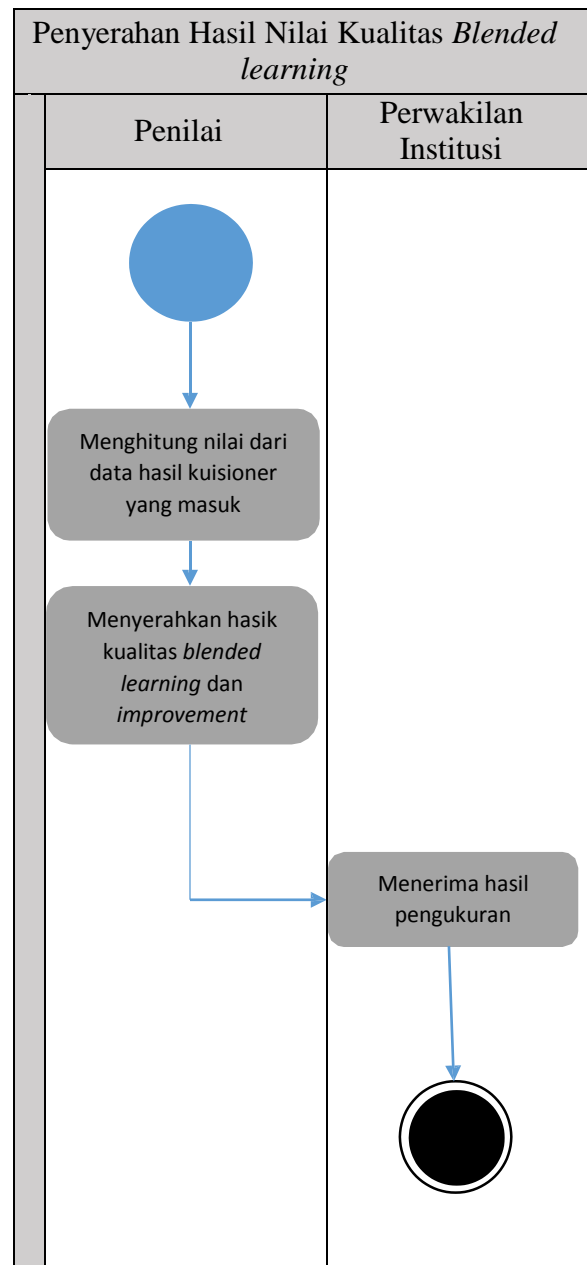 Penyerahan Hasil Nilai Kualitas Blended
learning
Penilai
Perwakilan
Institusi
Menghitung nilai dari
data hasil kuisioner
yang masuk
Menyerahkan hasik
kualitas blended
learning dan
improvement
Menerima hasil
pengukuran